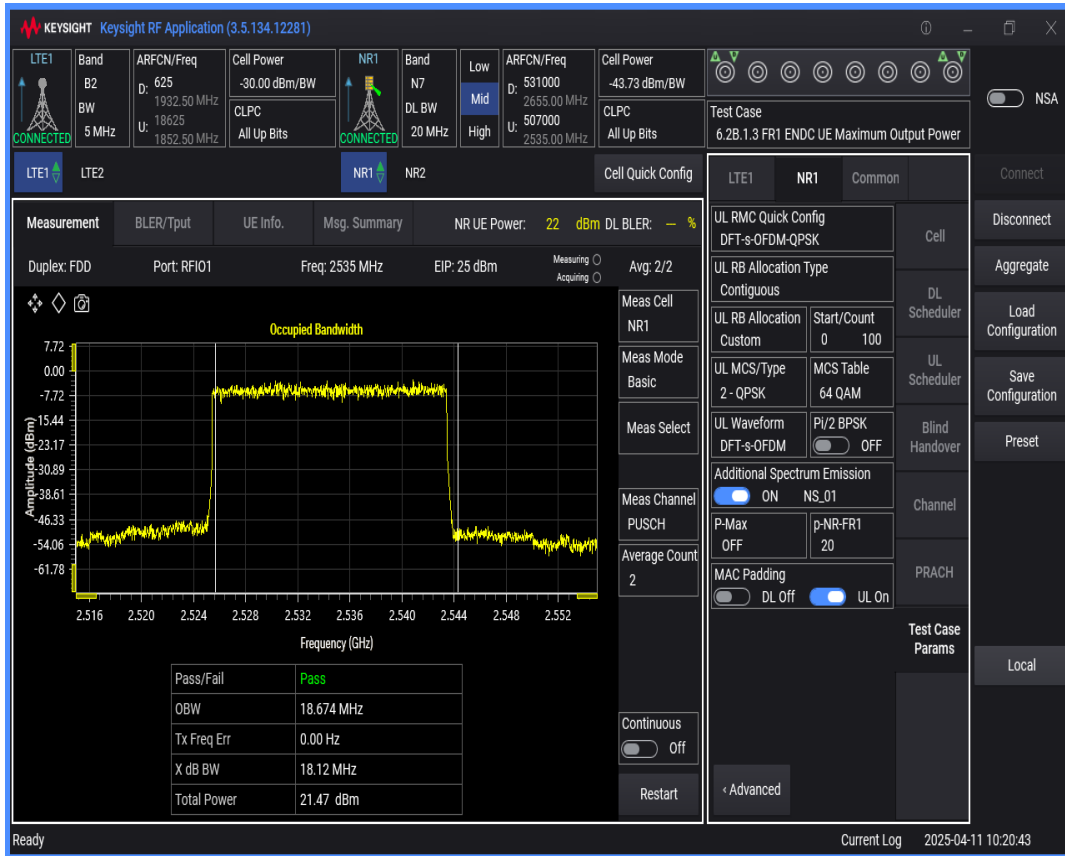 KEYSIGHT Keysight RF Application (3.5.134.12281)
LTE1
CONNECTED
Band
B2
BW
5 MHz
ARFCN/Freq
D: 625
1932.50 MHz
U: 18625
1852.50 MHz
Cell Power
-30.00 dBm/BW
CLPC
All Up Bits
NR1
CONNECTED
Band
N7
DL BW
20 MHz
Low
Mid
High
ARFCN/Freq
D: 531000
2655.00 MHz
U: 507000
2535.00 MHz
Cell Power
-43.73 dBm/BW
CLPC
All Up Bits
Test Case
6.2B.1.3 FR1 ENDC UE Maximum Output Power
NSA
LTE1 LTE2 NR1 NR2 Cell Quick Config
Measurement BLER/Tput UE Info. Msg. Summary NR UE Power: 22 dBm DL BLER: — %
Duplex: FDD Port: RFIO1 Freq: 2535 MHz EIP: 25 dBm Measuring Avg: 2/2
Acquiring
Occupied Bandwidth
7.72
0.00
-7.72
-15.44
-23.17
-30.89
-38.61
-46.33
-54.06
-61.78
Amplitude (dBm)
2.516 2.520 2.524 2.528 2.532 2.536 2.540 2.544 2.548 2.552
Frequency (GHz)
Pass/Fail Pass
OBW 18.674 MHz
Tx Freq Err 0.00 Hz
X dB BW 18.12 MHz
Total Power 21.47 dBm
Meas Cell
NR1
Meas Mode
Basic
Meas Select
Meas Channel
PUSCH
Average Count
2
Continuous
Off
Restart
LTE1 NR1 Common
UL RMC Quick Config
DFT-s-OFDM-QPSK
UL RB Allocation Type
Contiguous
UL RB Allocation Start/Count
Custom 0 100
UL MCS/Type MCS Table
2 - QPSK 64 QAM
UL Waveform Pi/2 BPSK
DFT-s-OFDM OFF
Additional Spectrum Emission
ON NS_01
P-Max p-NR-FR1
OFF 20
MAC Padding
DL Off UL On
‹ Advanced
Cell
DL
Scheduler
UL
Scheduler
Blind
Handover
Channel
PRACH
Test Case
Params
Connect
Disconnect
Aggregate
Load
Configuration
Save
Configuration
Preset
Local
Ready Current Log 2025-04-11 10:20:43